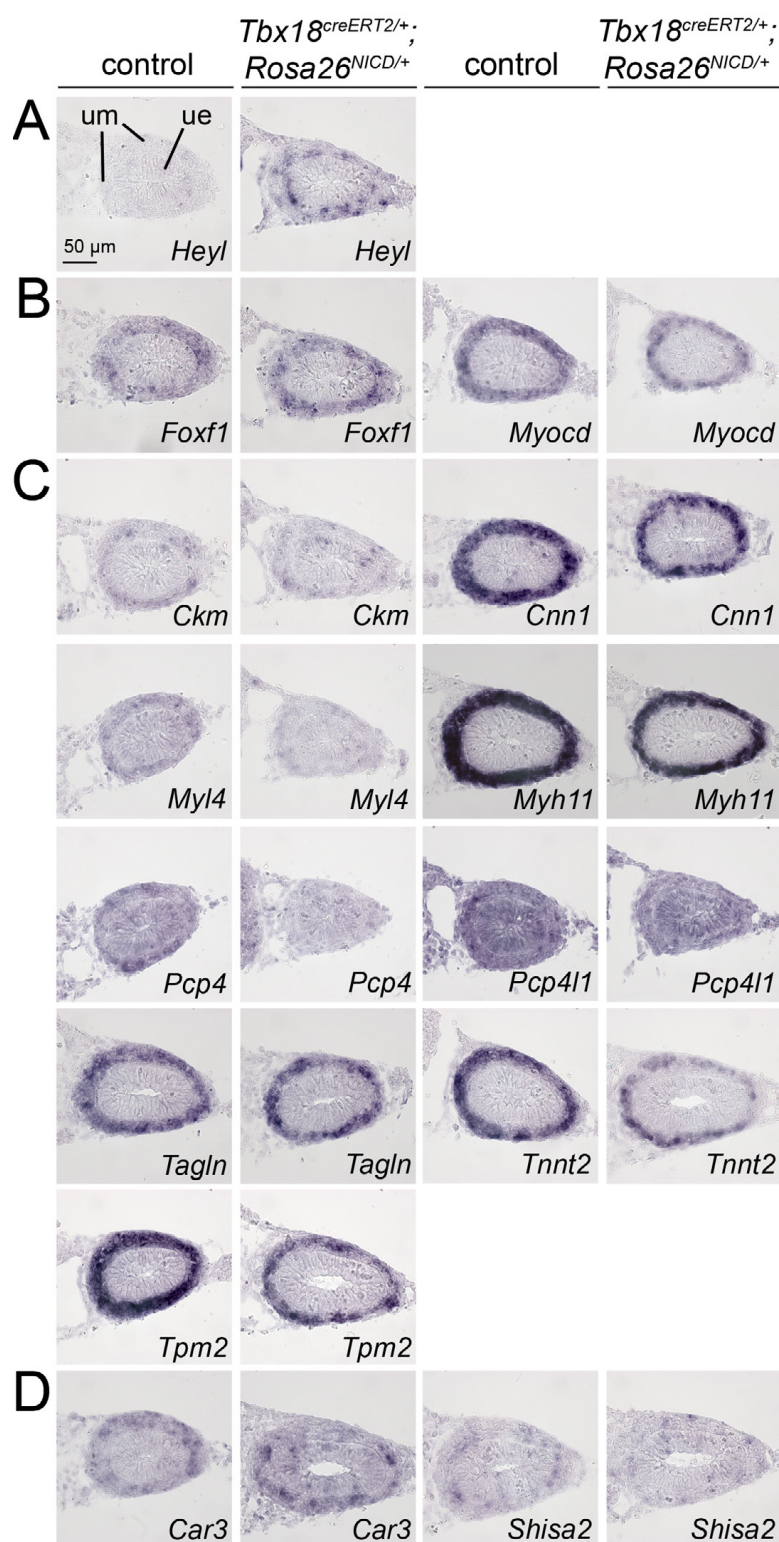 control
Tbx18creERT2/+;
Rosa26NICD/+
control
Tbx18creERT2/+;
Rosa26NICD/+
A
um
ue
50 µm
Heyl
Heyl
B
Foxf1
Foxf1
Myocd
Myocd
C
Ckm
Ckm
Cnn1
Cnn1
Myl4
Myl4
Myh11
Myh11
Pcp4
Pcp4
Pcp4l1
Pcp4l1
Tagln
Tagln
Tnnt2
Tnnt2
Tpm2
Tpm2
D
Car3
Car3
Shisa2
Shisa2